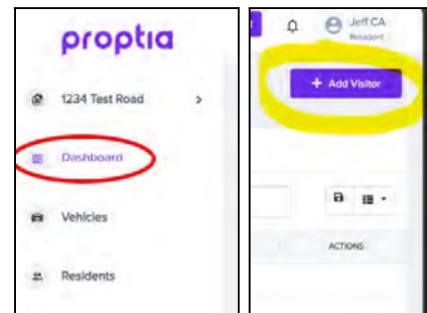 proptia
1234 Test Road
Dashboard
Vehicles
Residents
Jeff CA
Resident
+ Add Visitor
ACTIONS